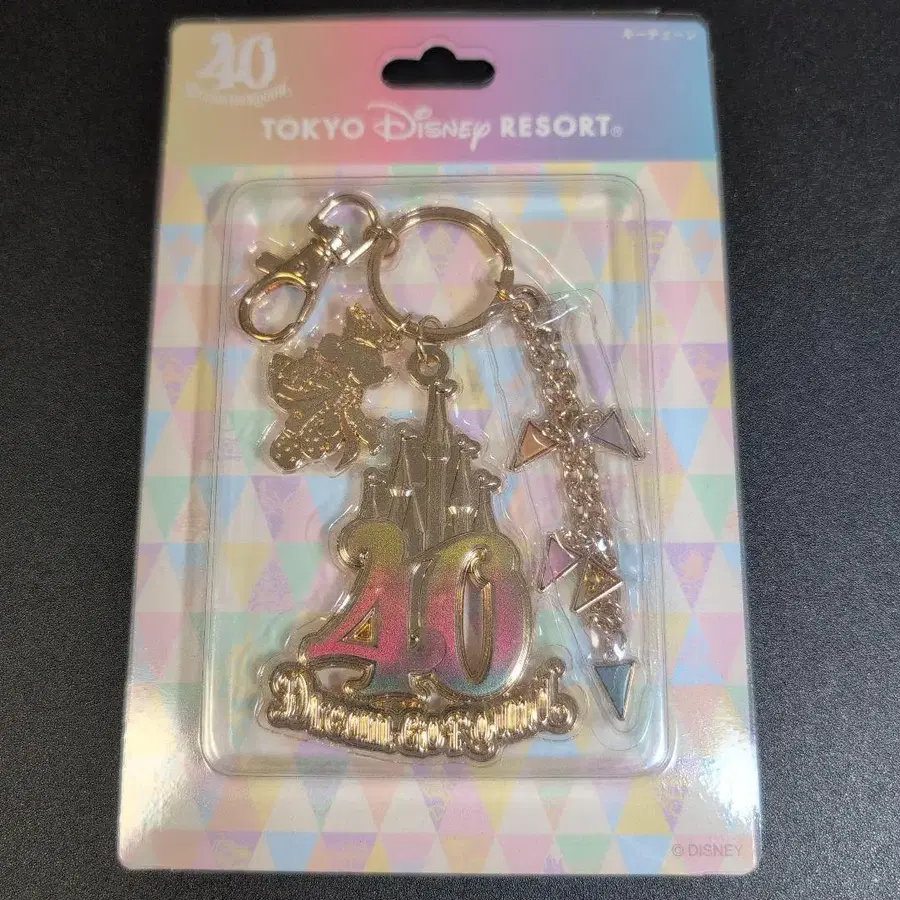 40
キーチェーン
TOKYO Disney RESORT®
40
Dream-Go-Round
© DISNEY